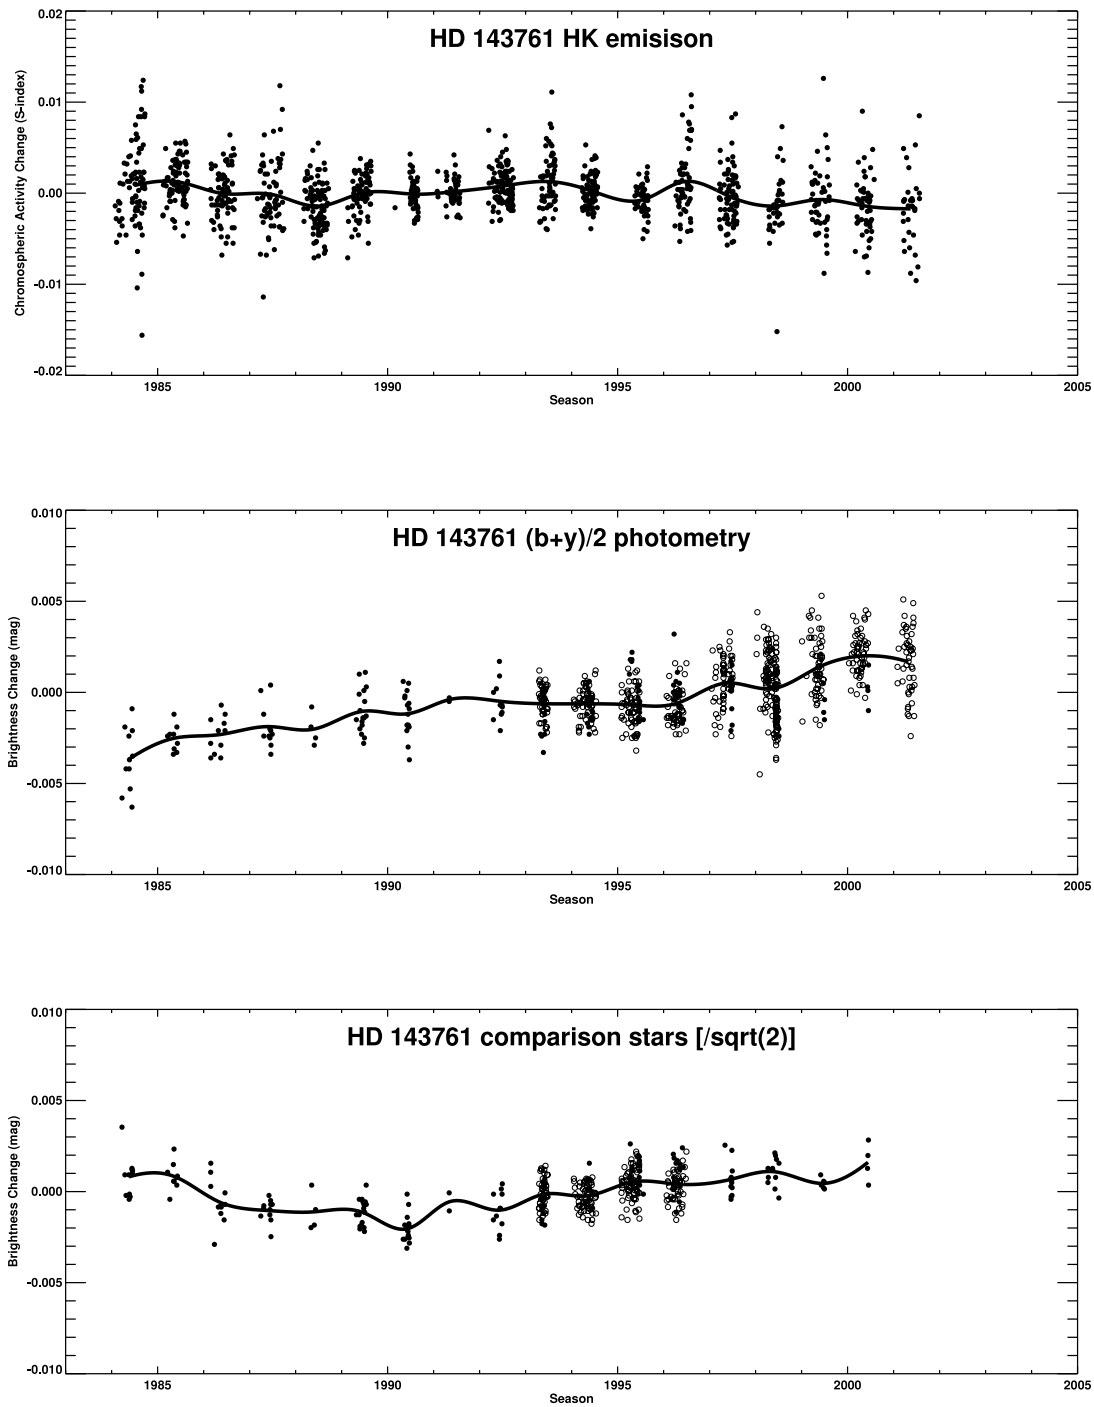 HD 143761 HK emisison
Chromospheric Activity Change (S-index)
0.02
0.01
0.00
-0.01
-0.02
1985 1990 1995 2000 2005
Season
HD 143761 (b+y)/2 photometry
Brightness Change (mag)
0.010
0.005
0.000
-0.005
-0.010
1985 1990 1995 2000 2005
Season
HD 143761 comparison stars [/sqrt(2)]
Brightness Change (mag)
0.010
0.005
0.000
-0.005
-0.010
1985 1990 1995 2000 2005
Season